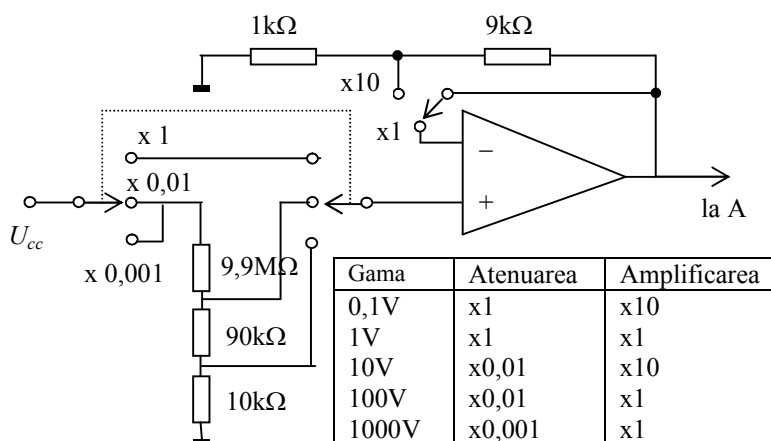 1kΩ 9kΩ
x10
x1
x 1
x 0,01
U_cc
x 0,001
−
+
la A
9,9MΩ
90kΩ
10kΩ
Gama Atenuarea Amplificarea
0,1V x1 x10
1V x1 x1
10V x0,01 x10
100V x0,01 x1
1000V x0,001 x1